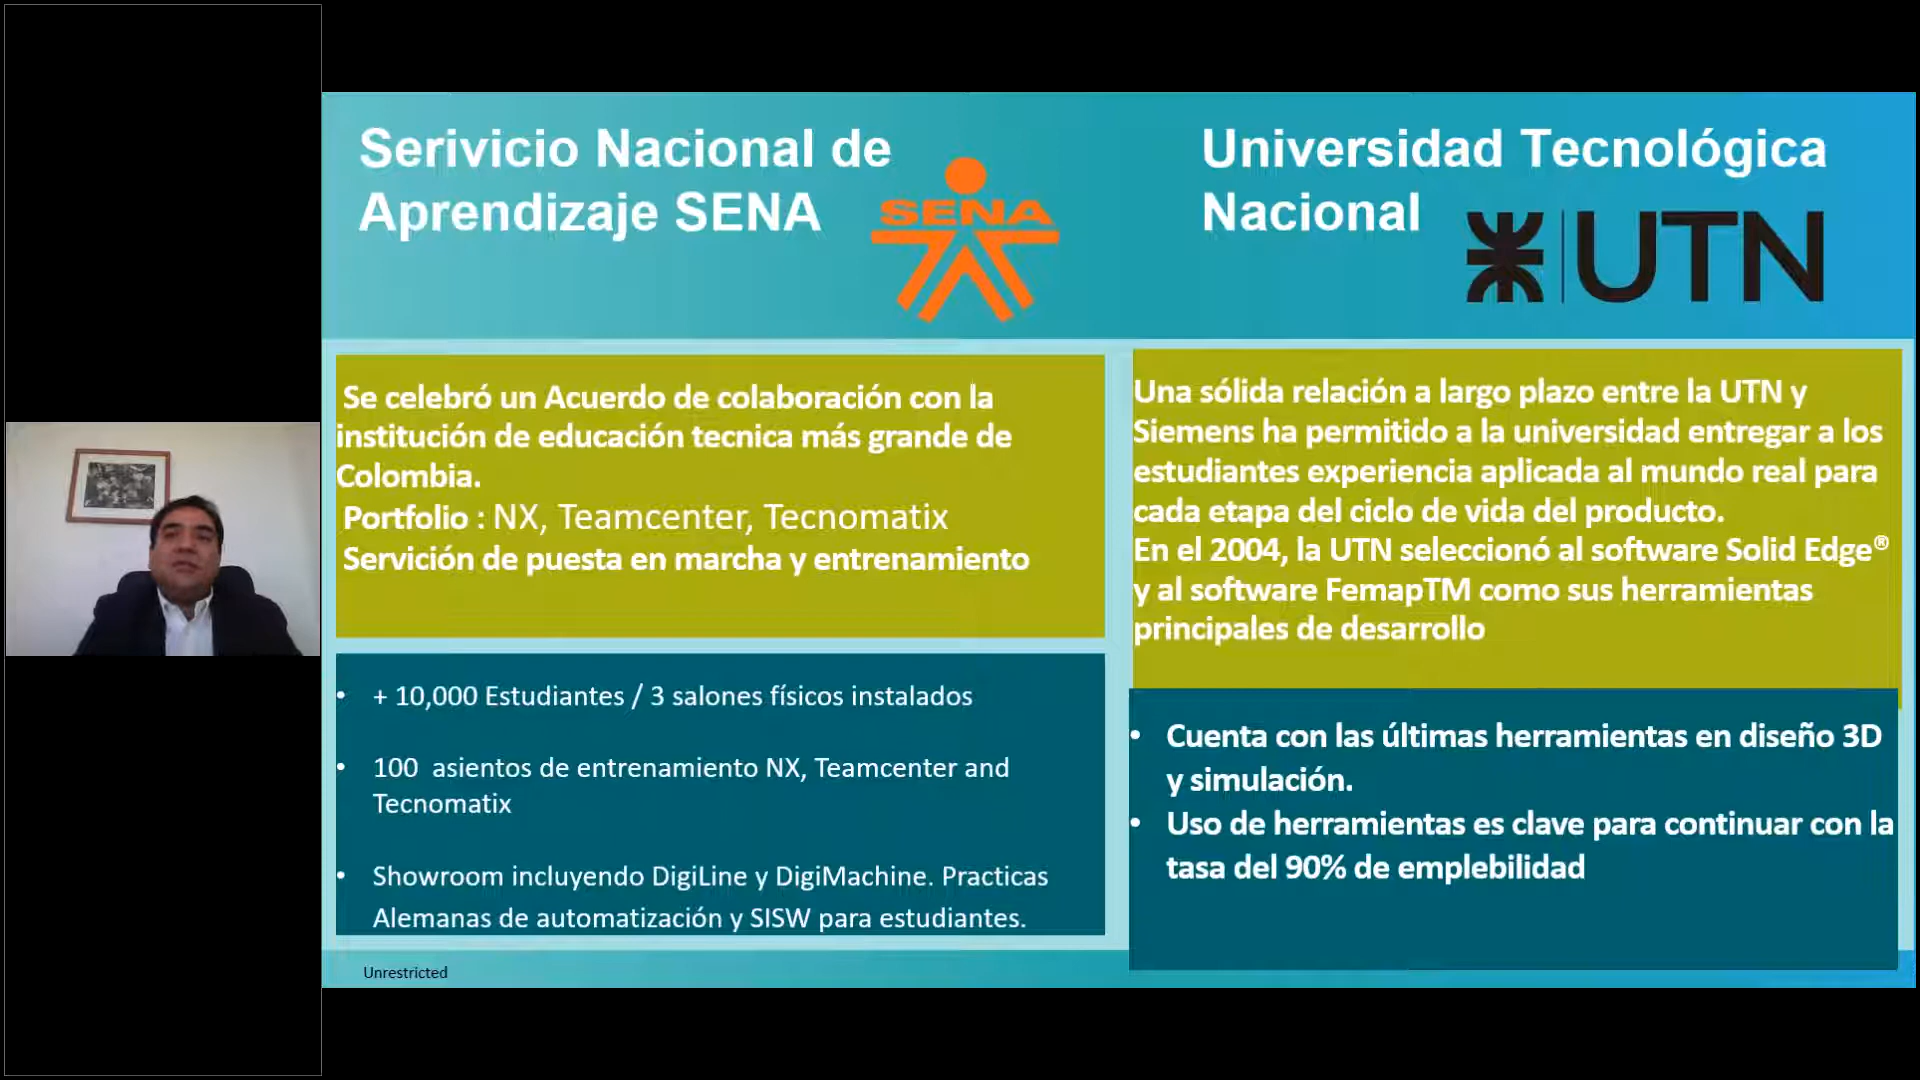 Serivicio Nacional de
Aprendizaje SENA
SENA
Universidad Tecnológica
Nacional
UTN
Se celebró un Acuerdo de colaboración con la
institución de educación tecnica más grande de
Colombia.
Portfolio : NX, Teamcenter, Tecnomatix
Servición de puesta en marcha y entrenamiento
• + 10,000 Estudiantes / 3 salones físicos instalados
• 100 asientos de entrenamiento NX, Teamcenter and
Tecnomatix
• Showroom incluyendo DigiLine y DigiMachine. Practicas
Alemanas de automatización y SISW para estudiantes.
Una sólida relación a largo plazo entre la UTN y
Siemens ha permitido a la universidad entregar a los
estudiantes experiencia aplicada al mundo real para
cada etapa del ciclo de vida del producto.
En el 2004, la UTN seleccionó al software Solid Edge®
y al software FemapTM como sus herramientas
principales de desarrollo
• Cuenta con las últimas herramientas en diseño 3D
y simulación.
• Uso de herramientas es clave para continuar con la
tasa del 90% de emplebilidad
Unrestricted